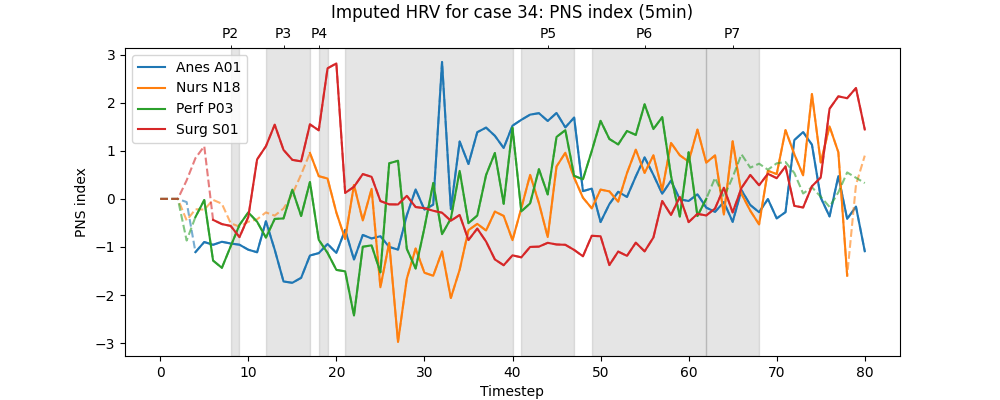 Imputed HRV for case 34: PNS index (5min)
P2 P3 P4 P5 P6 P7
Anes A01
Nurs N18
Perf P03
Surg S01
PNS index
3
2
1
0
−1
−2
−3
0 10 20 30 40 50 60 70 80
Timestep